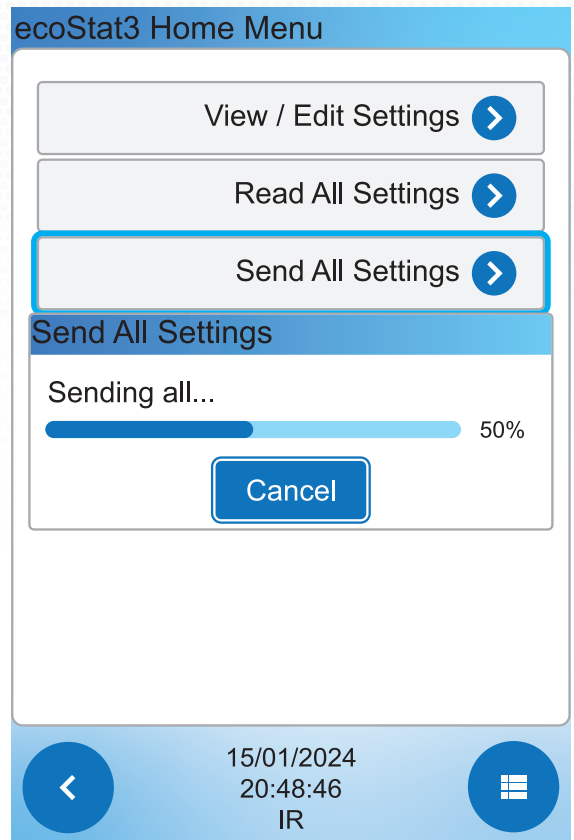 ecoStat3 Home Menu
View / Edit Settings
Read All Settings
Send All Settings
Send All Settings
Sending all...
50%
Cancel
15/01/2024
20:48:46
IR